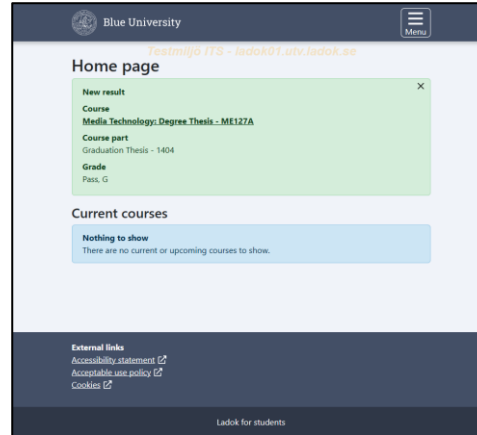 Blue University
Menu
Testmiljö ITS - ladok01.utv.ladok.se
Home page
New result
Course
Media Technology: Degree Thesis - ME127A
Course part
Graduation Thesis - 1404
Grade
Pass, G
Current courses
Nothing to show
There are no current or upcoming courses to show.
External links
Accessibility statement
Acceptable use policy
Cookies
Ladok for students